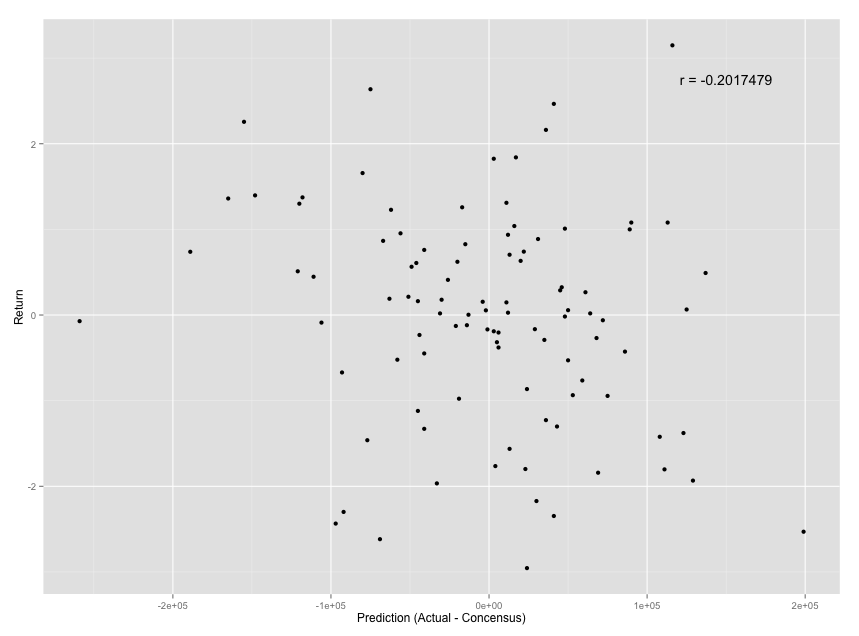 r = -0.2017479
2
0
-2
Return
-2e+05 -1e+05 0e+00 1e+05 2e+05
Prediction (Actual - Concensus)